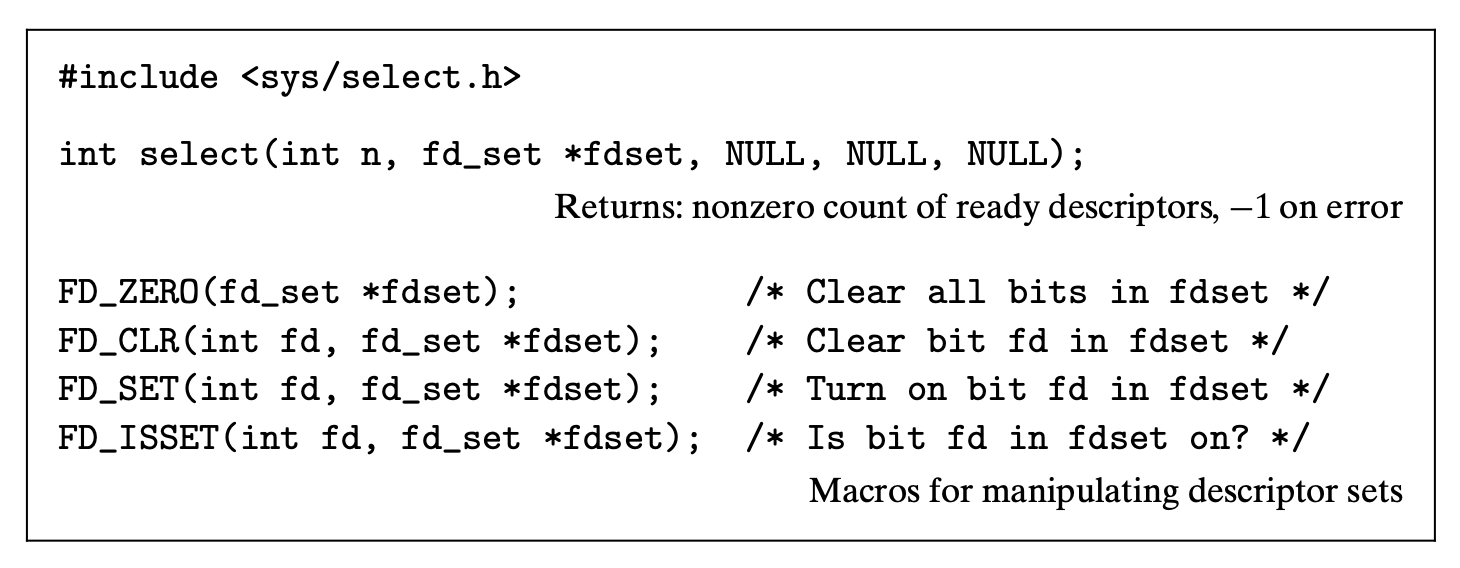 #include <sys/select.h>
int select(int n, fd_set *fdset, NULL, NULL, NULL);
Returns: nonzero count of ready descriptors, −1 on error
FD_ZERO(fd_set *fdset); /* Clear all bits in fdset */
FD_CLR(int fd, fd_set *fdset); /* Clear bit fd in fdset */
FD_SET(int fd, fd_set *fdset); /* Turn on bit fd in fdset */
FD_ISSET(int fd, fd_set *fdset); /* Is bit fd in fdset on? */
Macros for manipulating descriptor sets